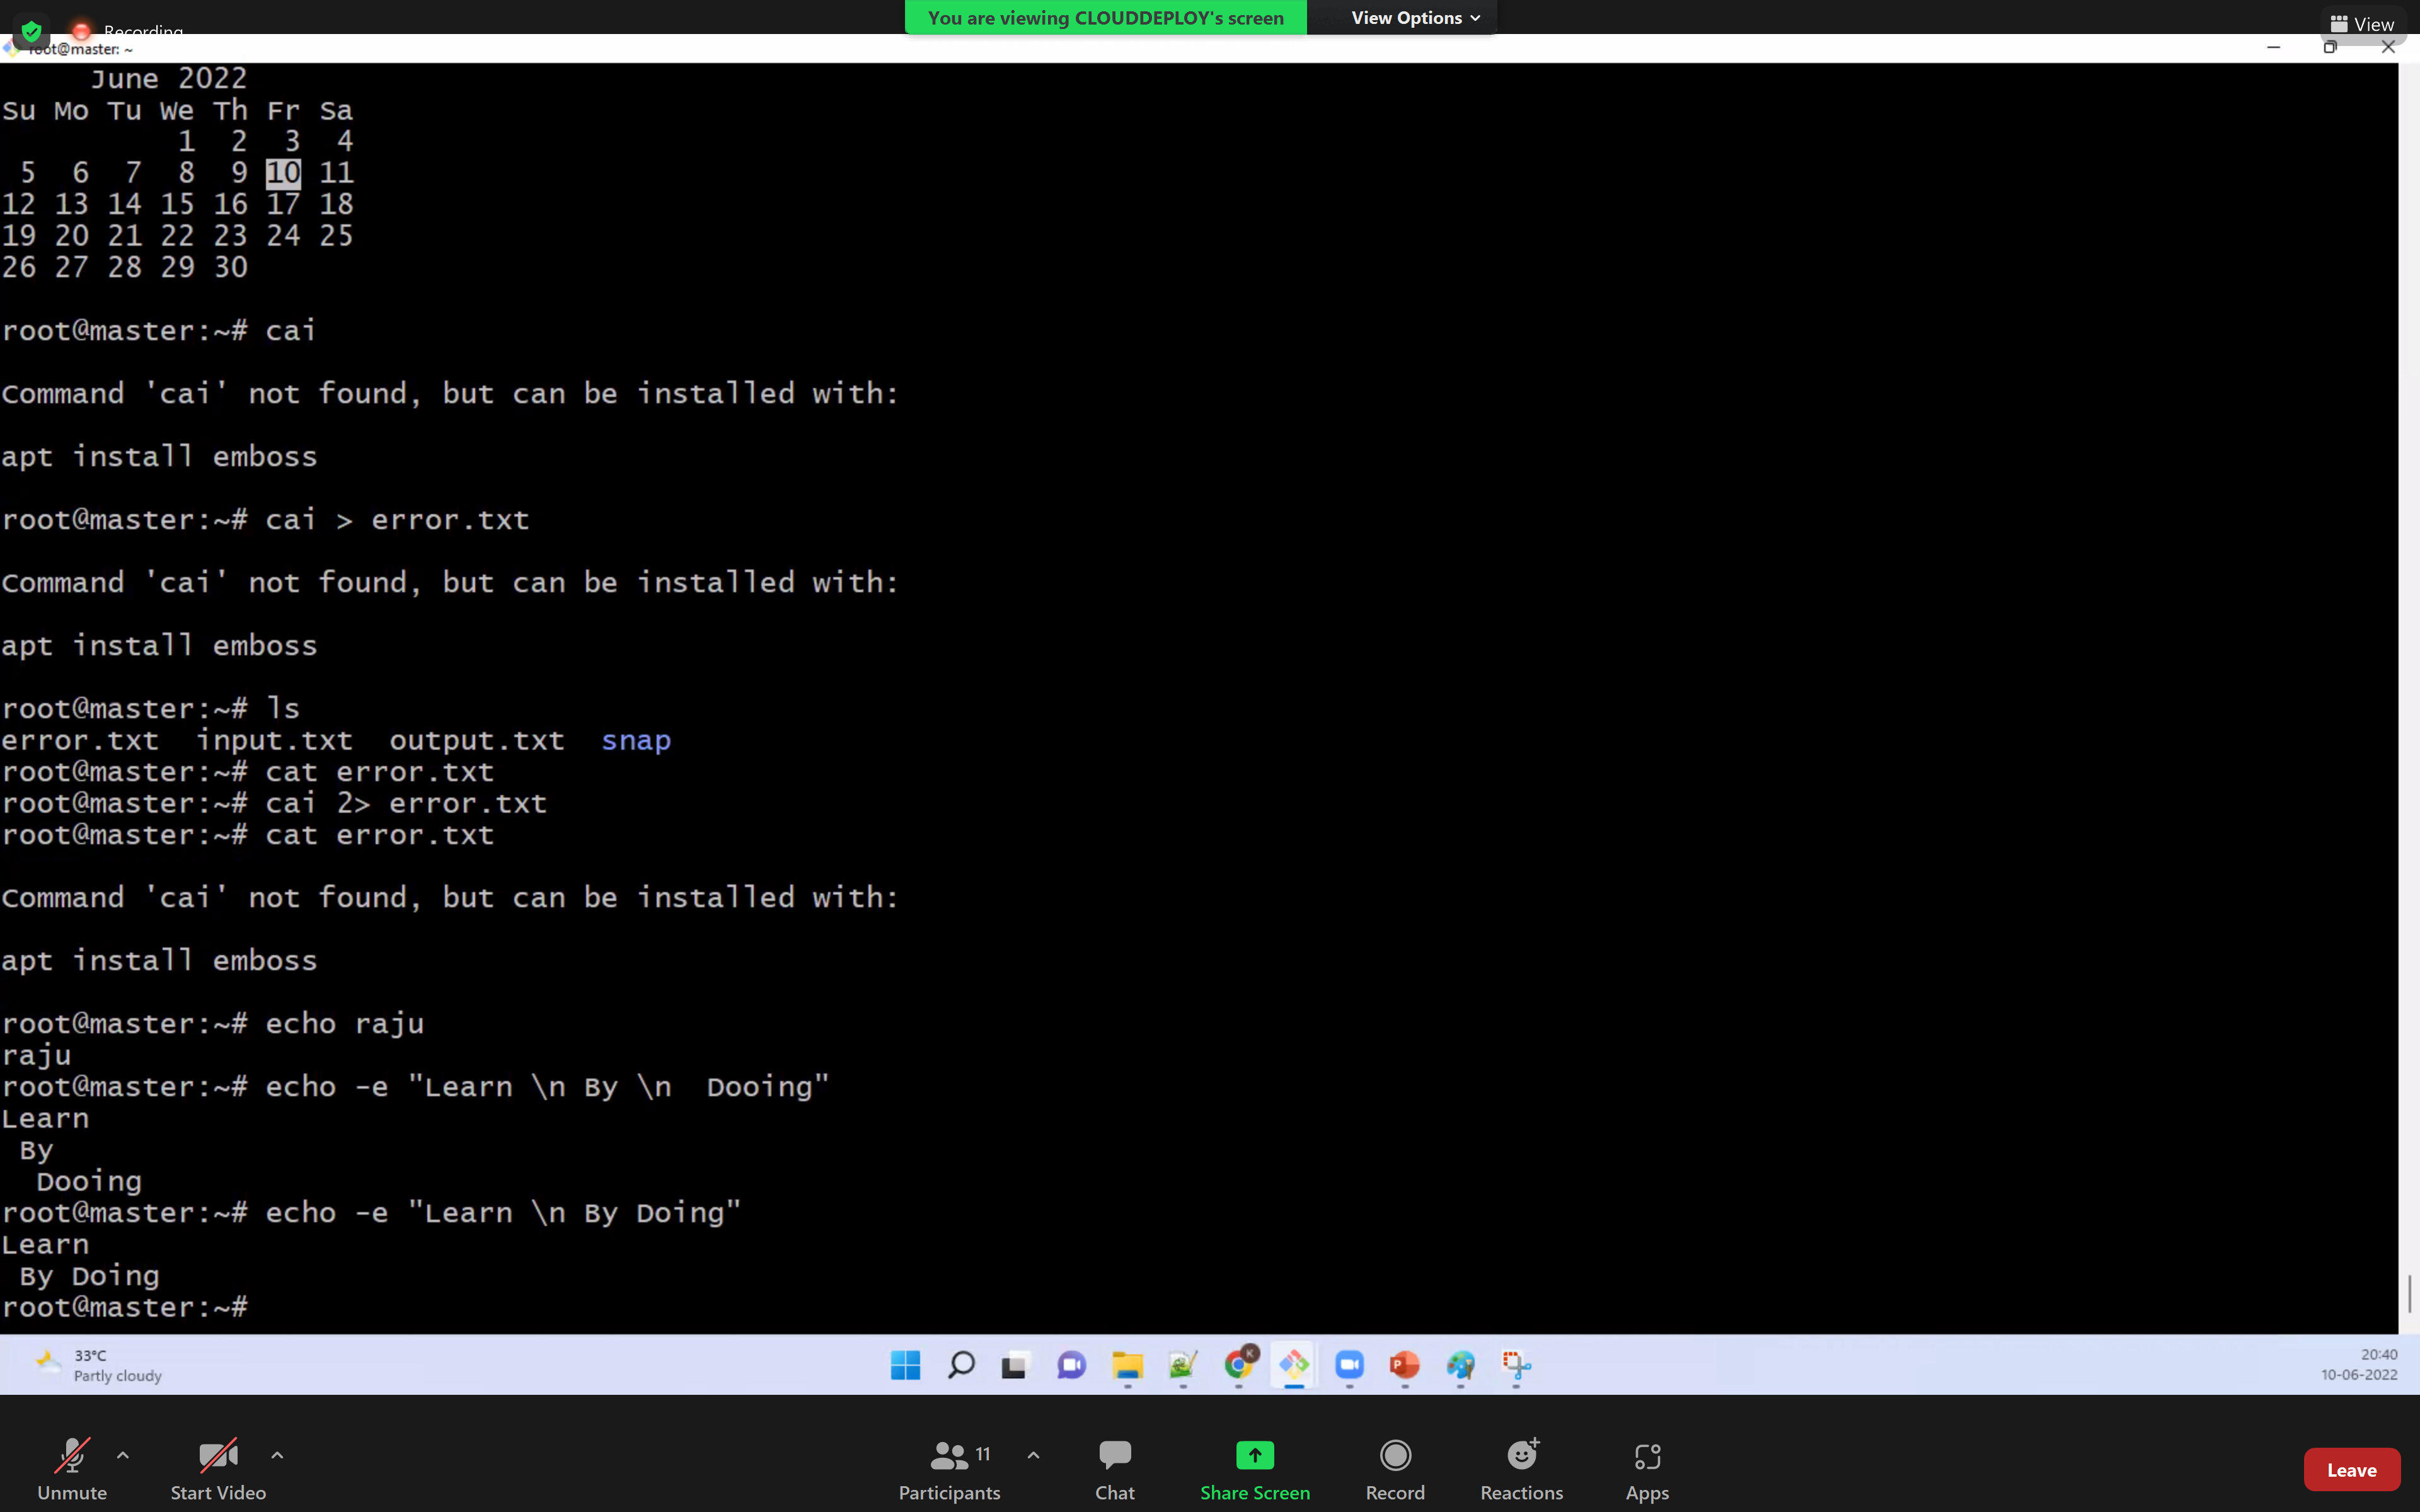 Recording
You are viewing CLOUDDEPLOY's screen
View Options
View
root@master: ~
June 2022
Su Mo Tu We Th Fr Sa
1 2 3 4
5 6 7 8 9 10 11
12 13 14 15 16 17 18
19 20 21 22 23 24 25
26 27 28 29 30
root@master:~# cai
Command 'cai' not found, but can be installed with:
apt install emboss
root@master:~# cai > error.txt
Command 'cai' not found, but can be installed with:
apt install emboss
root@master:~# ls
error.txt  input.txt  output.txt  snap
root@master:~# cat error.txt
root@master:~# cai 2> error.txt
root@master:~# cat error.txt
Command 'cai' not found, but can be installed with:
apt install emboss
root@master:~# echo raju
raju
root@master:~# echo -e "Learn \n By \n  Dooing"
Learn
 By
  Dooing
root@master:~# echo -e "Learn \n By Doing"
Learn
 By Doing
root@master:~#
33°C
Partly cloudy
K
P
20:40
10-06-2022
Unmute
Start Video
11
Participants
Chat
Share Screen
Record
Reactions
Apps
Leave